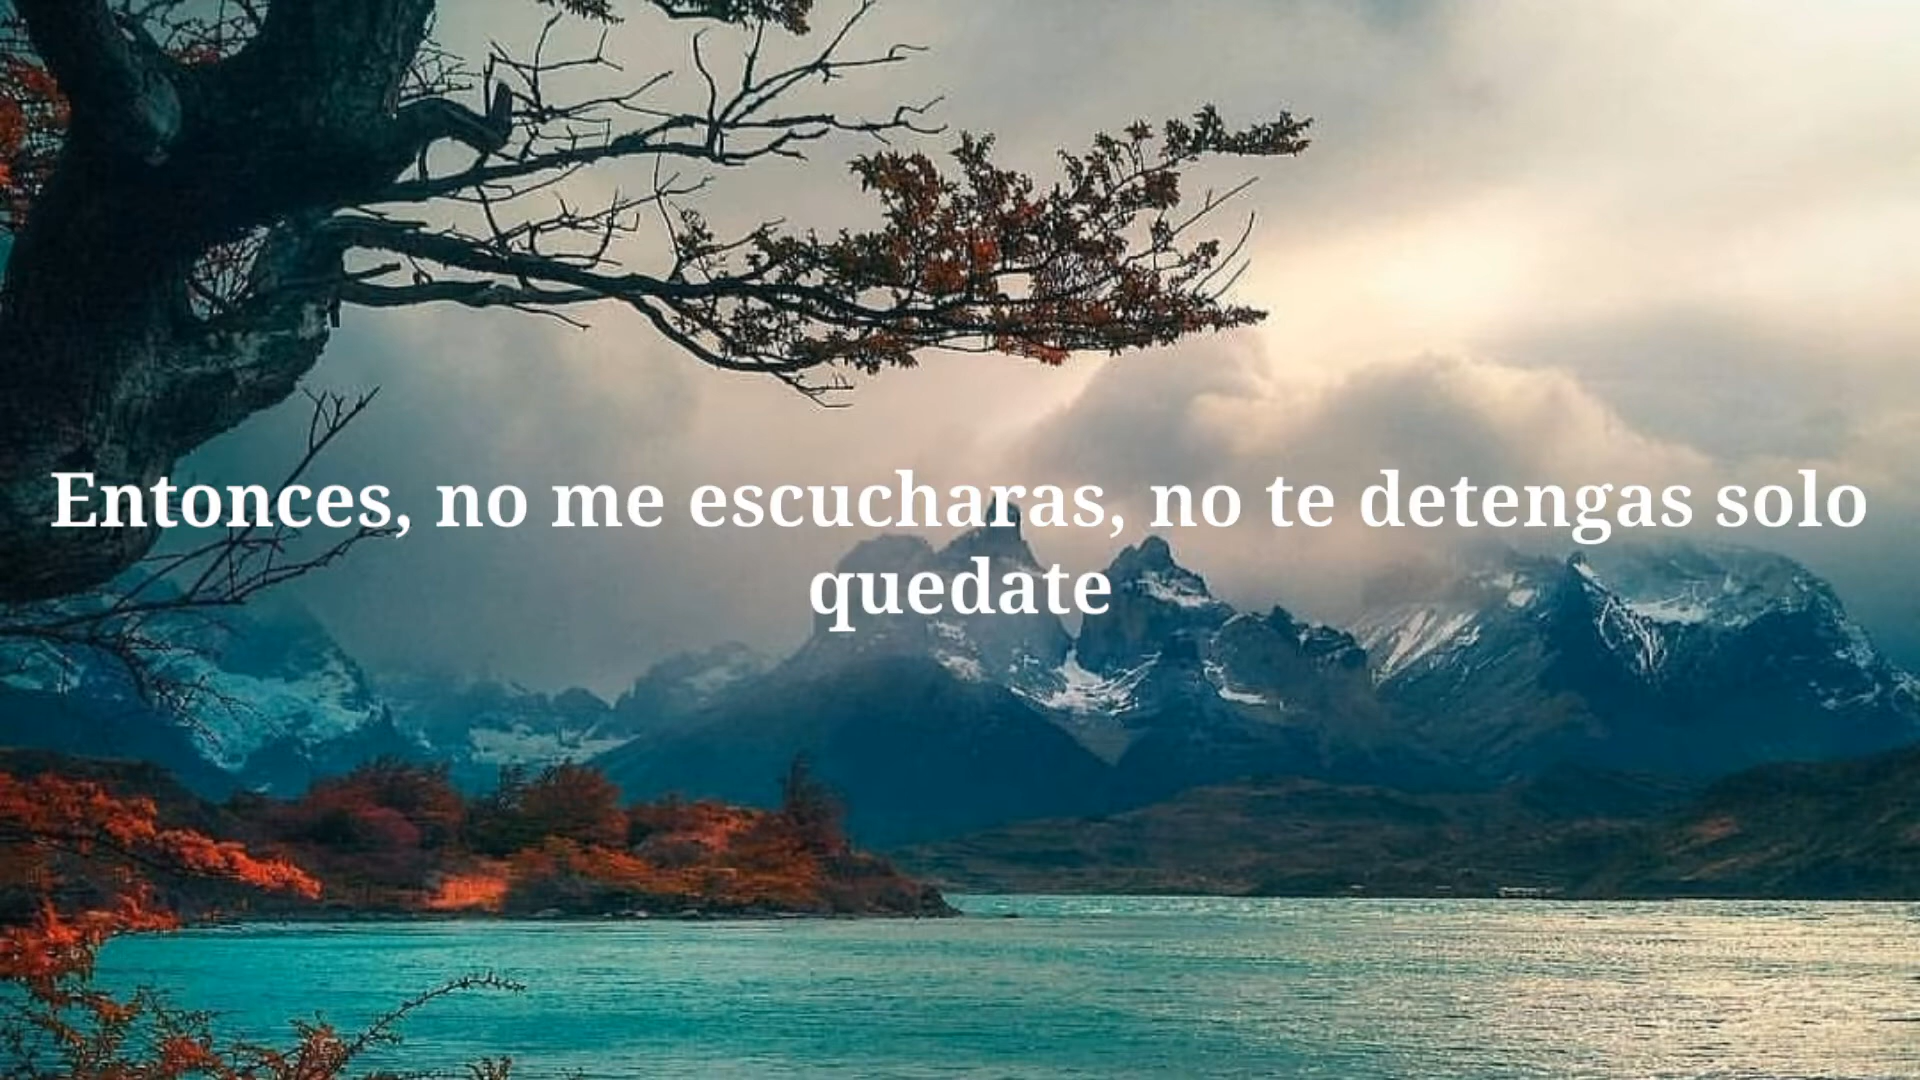 Entonces, no me escucharas, no te detengas solo
quedate